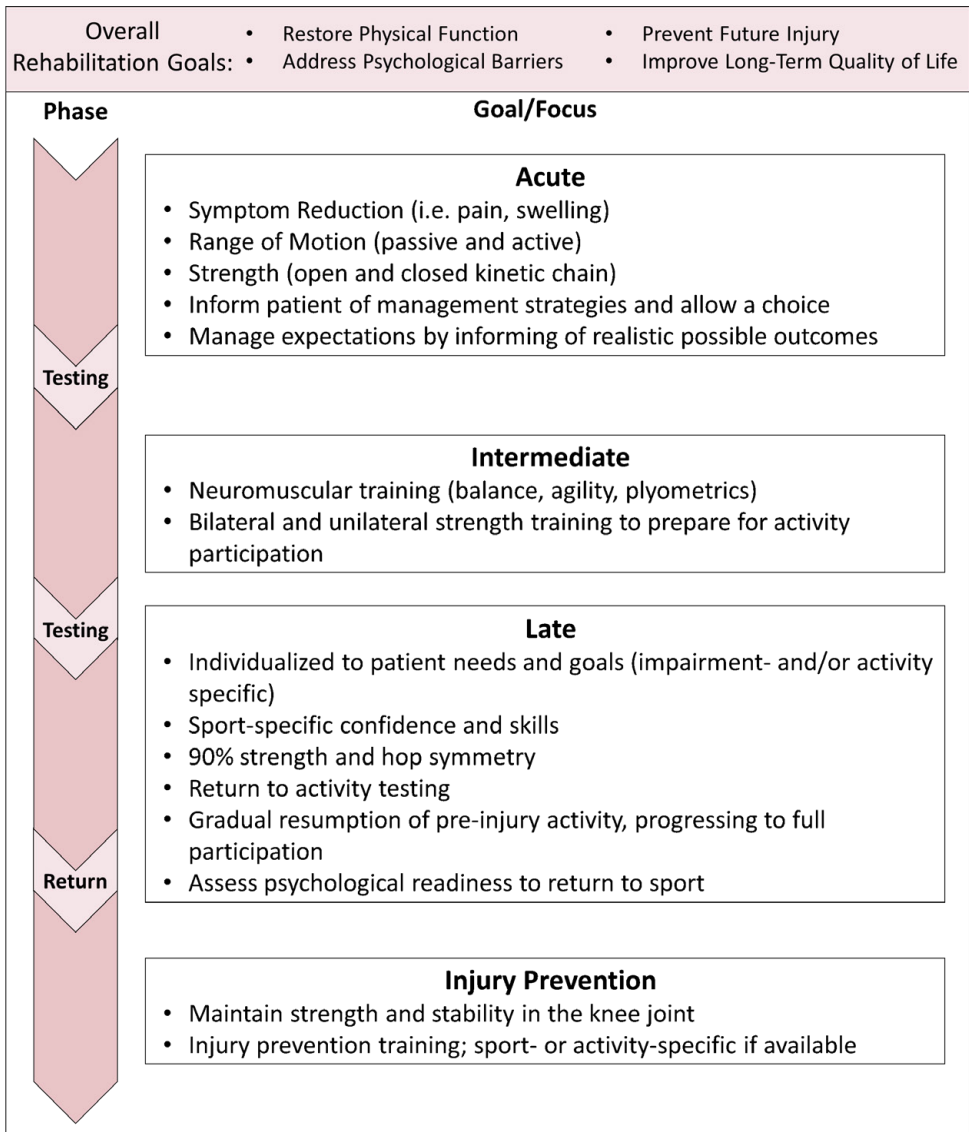 Overall
Rehabilitation Goals:
• Restore Physical Function
• Address Psychological Barriers
• Prevent Future Injury
• Improve Long-Term Quality of Life
Phase
Goal/Focus
Acute
• Symptom Reduction (i.e. pain, swelling)
• Range of Motion (passive and active)
• Strength (open and closed kinetic chain)
• Inform patient of management strategies and allow a choice
• Manage expectations by informing of realistic possible outcomes
Testing
Intermediate
• Neuromuscular training (balance, agility, plyometrics)
• Bilateral and unilateral strength training to prepare for activity
participation
Testing
Late
• Individualized to patient needs and goals (impairment- and/or activity
specific)
• Sport-specific confidence and skills
• 90% strength and hop symmetry
• Return to activity testing
• Gradual resumption of pre-injury activity, progressing to full
participation
• Assess psychological readiness to return to sport
Return
Injury Prevention
• Maintain strength and stability in the knee joint
• Injury prevention training; sport- or activity-specific if available